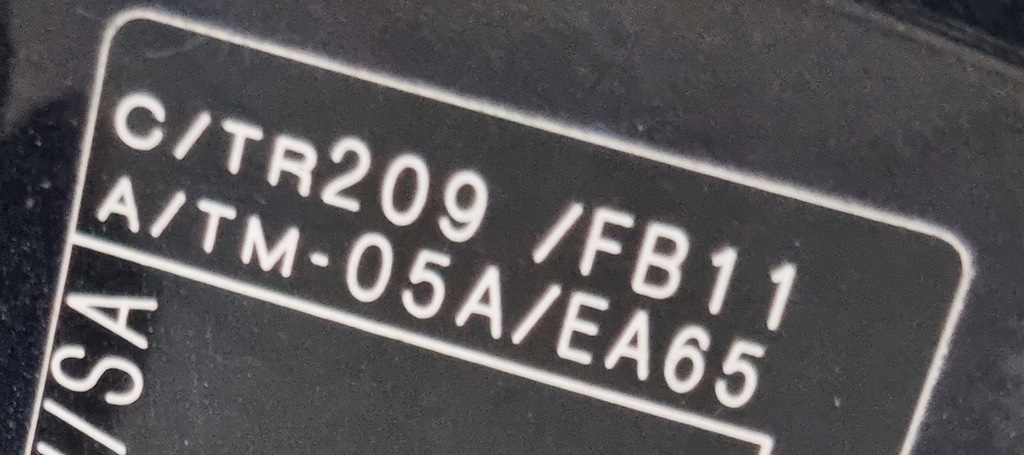 C/TR209 /FB11
A/TM-05A/EA65
/SA